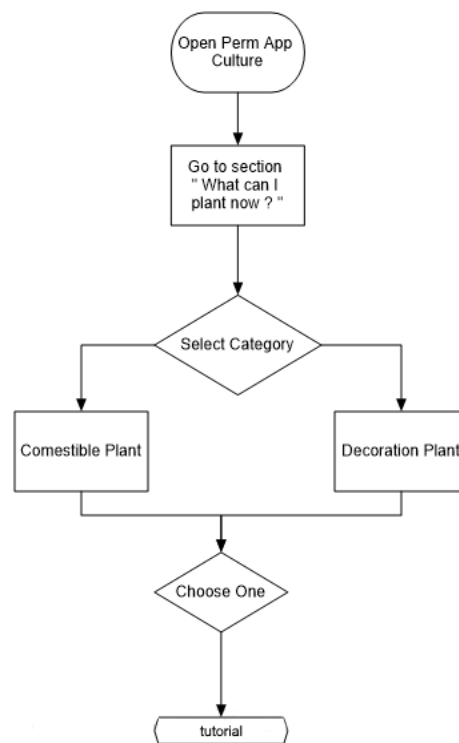 Open Perm App
Culture
Go to section
" What can I
plant now ? "
Select Category
Comestible Plant
Decoration Plant
Choose One
tutorial